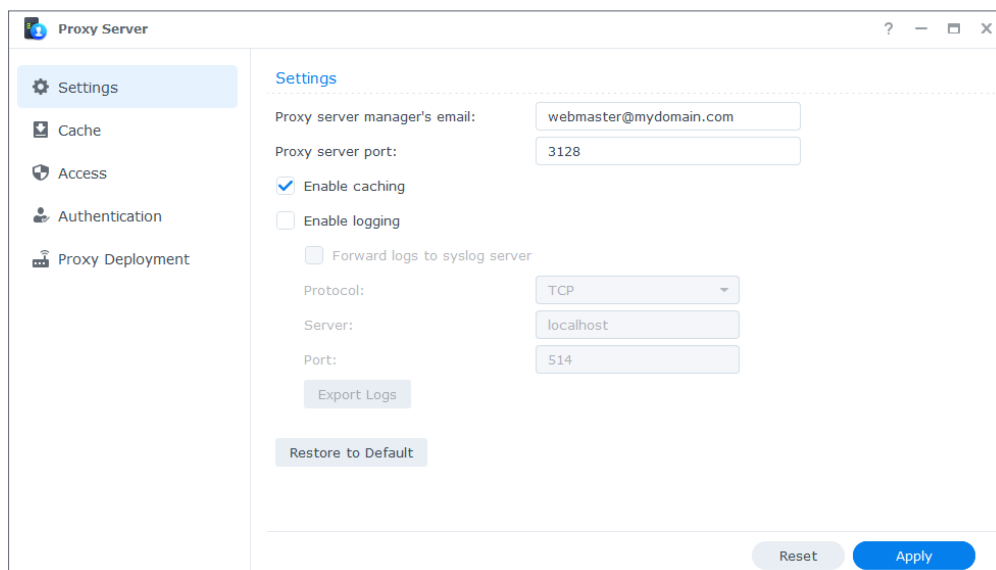 Proxy Server
?
Settings
Cache
Access
Authentication
Proxy Deployment
Settings
Proxy server manager's email: webmaster@mydomain.com
Proxy server port: 3128
Enable caching
Enable logging
Forward logs to syslog server
Protocol: TCP
Server: localhost
Port: 514
Export Logs
Restore to Default
Reset Apply